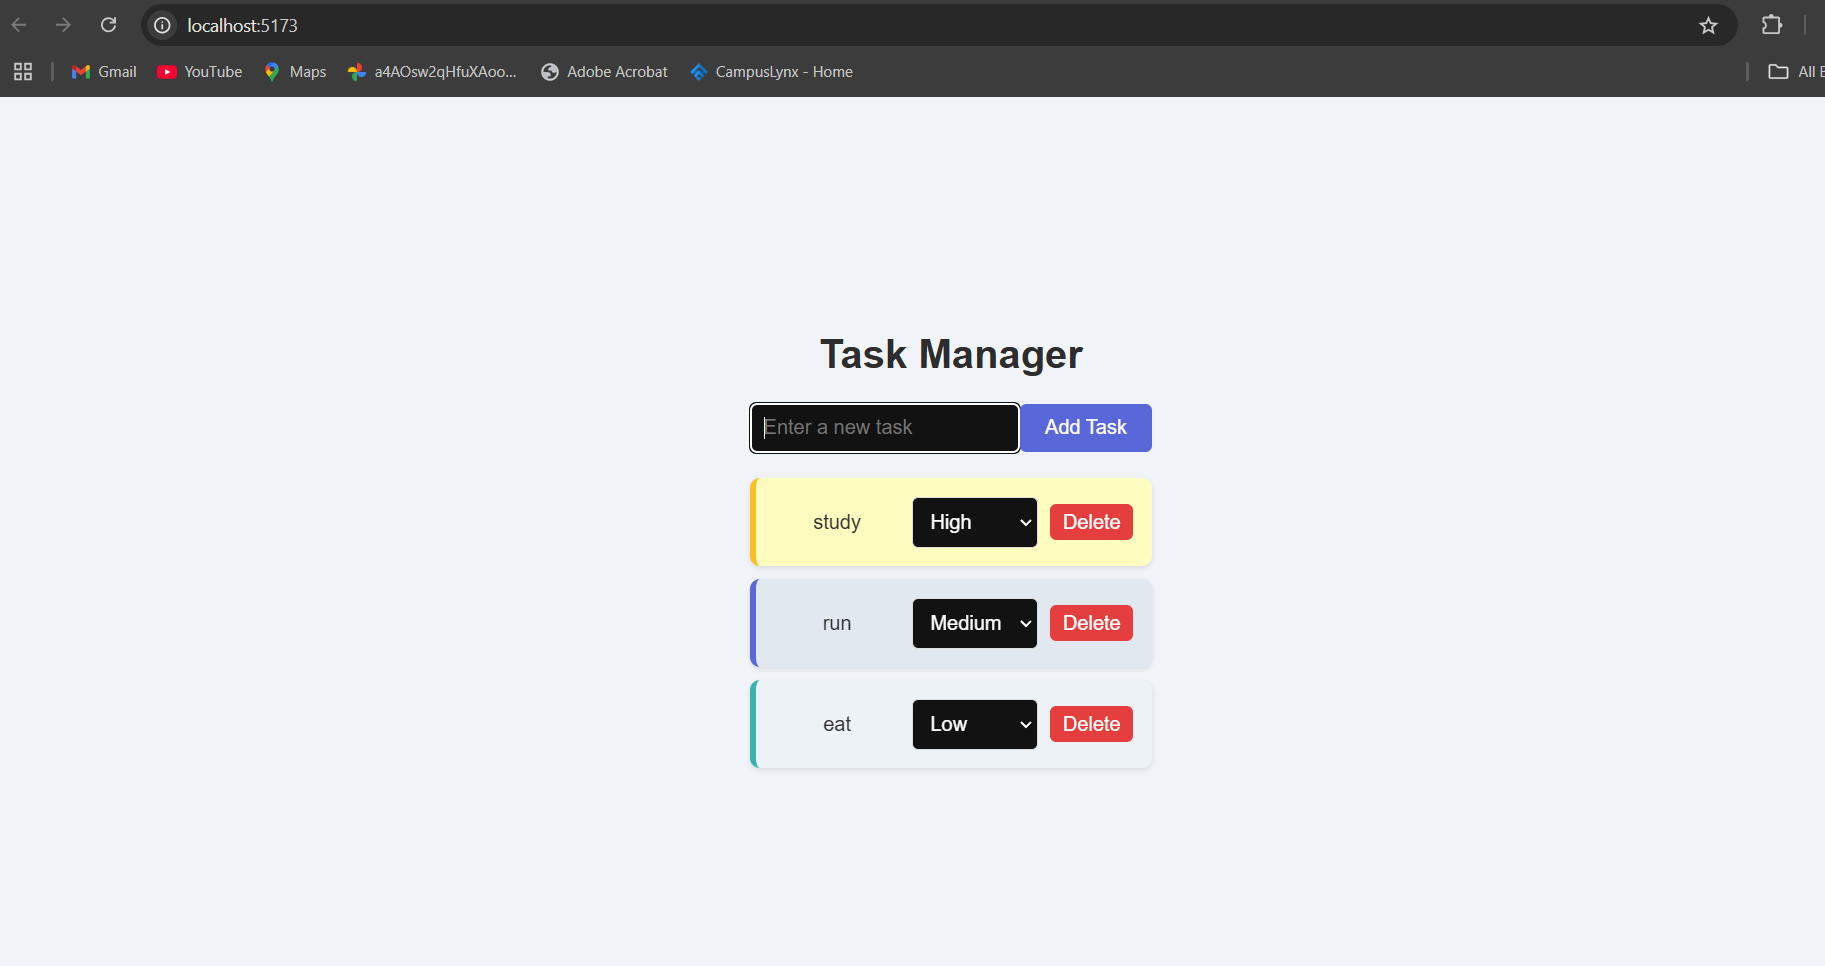 localhost:5173
Gmail YouTube Maps a4AOsw2qHfuXAoo... Adobe Acrobat CampusLynx - Home All B
Task Manager
Enter a new task Add Task
study High Delete
run Medium Delete
eat Low Delete